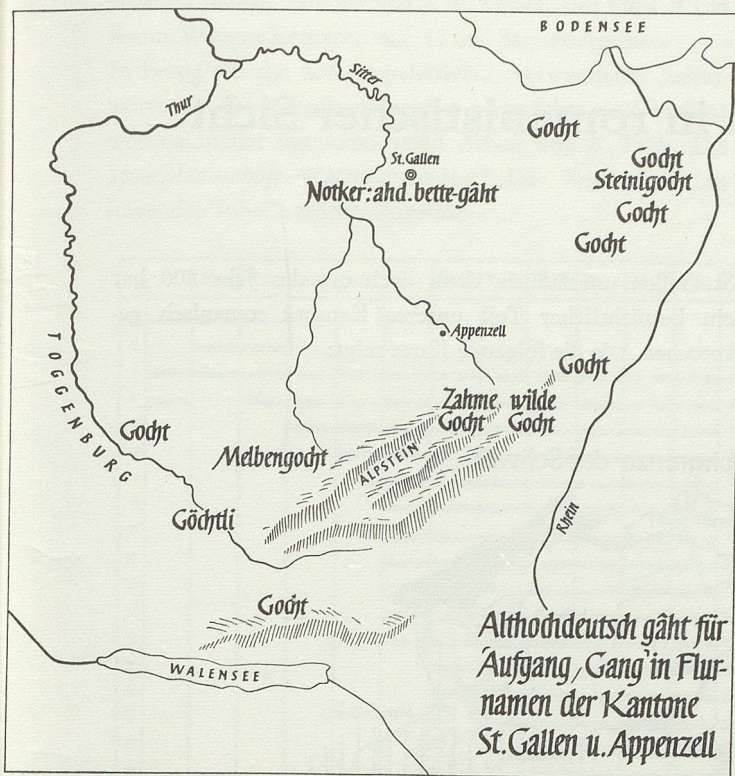 BODENSEE
Sitter
Thur
Gocht
St.Gallen
Gocht
Steinigocht
Notker: ahd. bette-gâht
Gocht
Gocht
Appenzell
TOGGENBURG
Gocht
Zahme wilde
Gocht Gocht
Gocht
Melbengocht
ALPSTEIN
Göchtli
Rhein
Gocht
WALENSEE
Althochdeutsch gâht für
'Aufgang/Gang' in Flur-
namen der Kantone
St.Gallen u. Appenzell